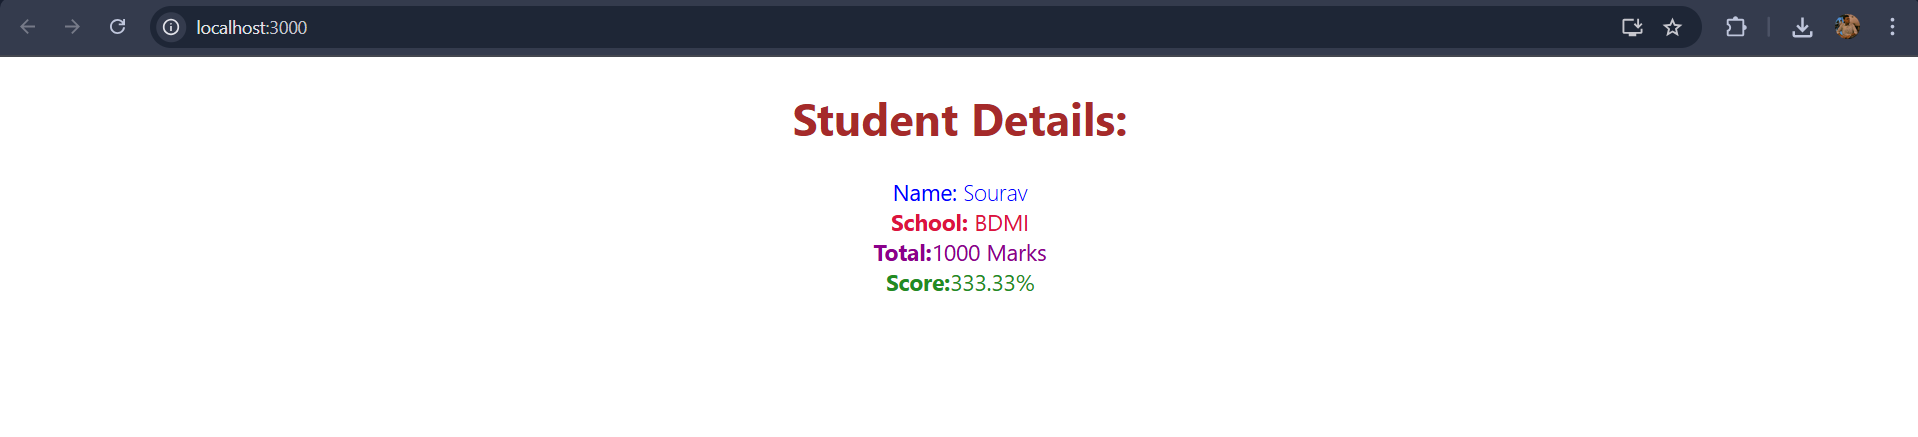 localhost:3000
Student Details:
Name: Sourav
School: BDMI
Total:1000 Marks
Score:333.33%